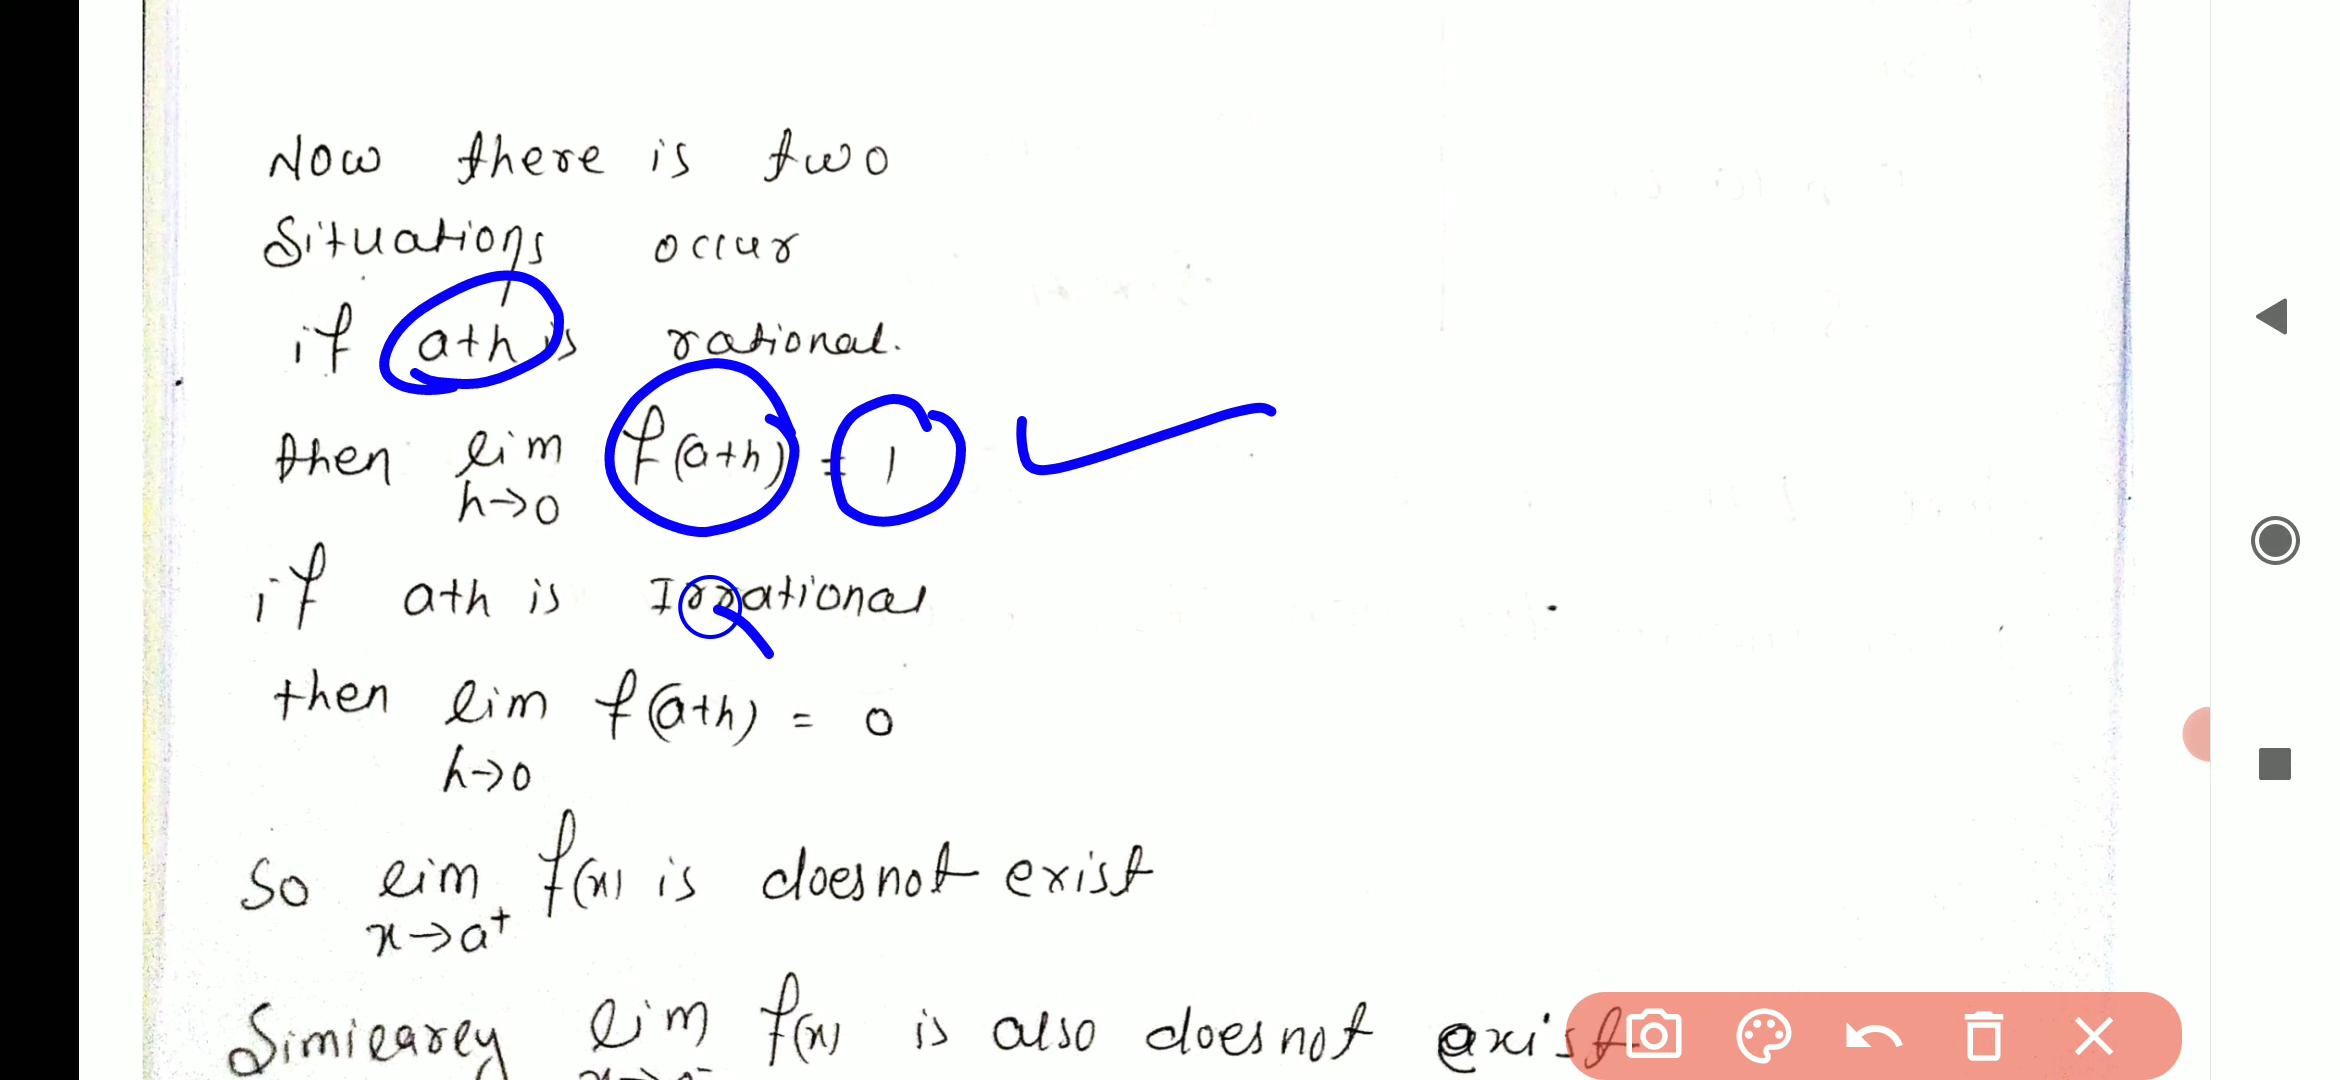 Now there is two
Situations occur
if a+h is rational.
then lim f(a+h) = 1
h→0
if a+h is Irrational
then lim f(a+h) = 0
h→0
So lim f(x) is doesnot exist
x→a⁺
Similarly lim f(x) is also doesnot exist